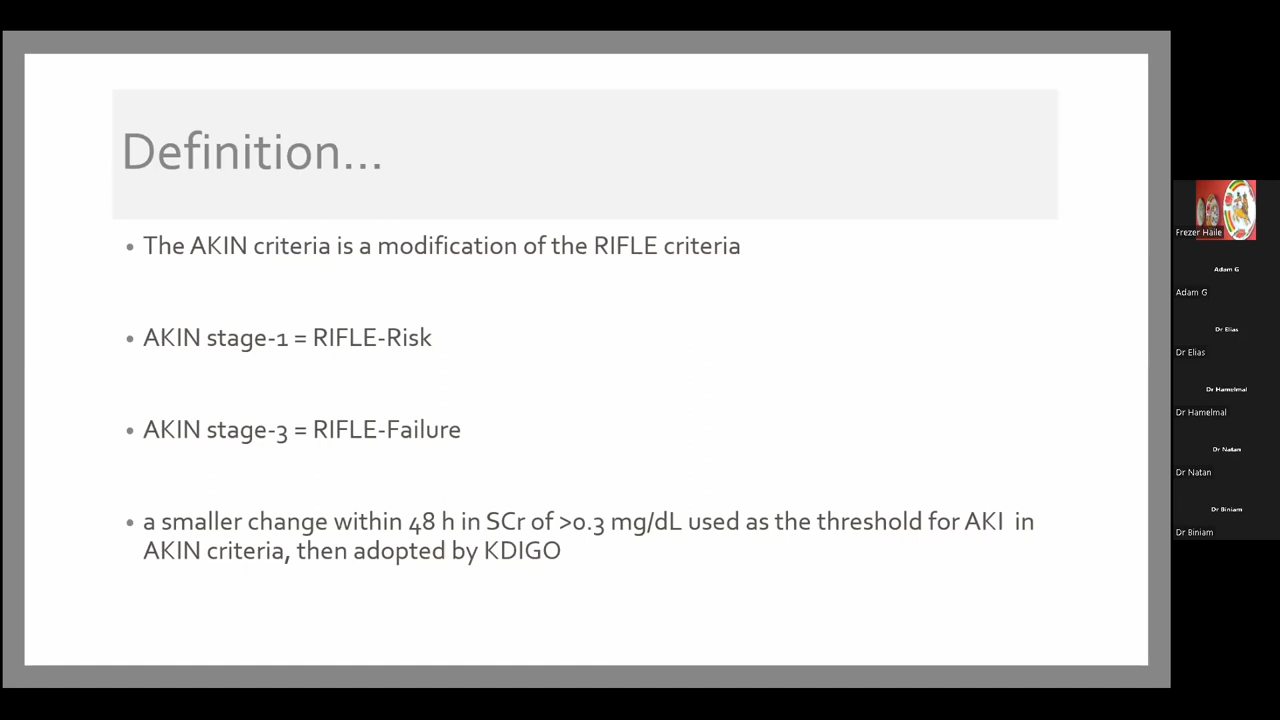 Definition...
• The AKIN criteria is a modification of the RIFLE criteria
• AKIN stage-1 = RIFLE-Risk
• AKIN stage-3 = RIFLE-Failure
• a smaller change within 48 h in SCr of >0.3 mg/dL used as the threshold for AKI in
AKIN criteria, then adopted by KDIGO
Frezer Haile
Adam G
Adam G
Dr Elias
Dr Elias
Dr Hamelmal
Dr Hamelmal
Dr Natan
Dr Natan
Dr Biniam
Dr Biniam